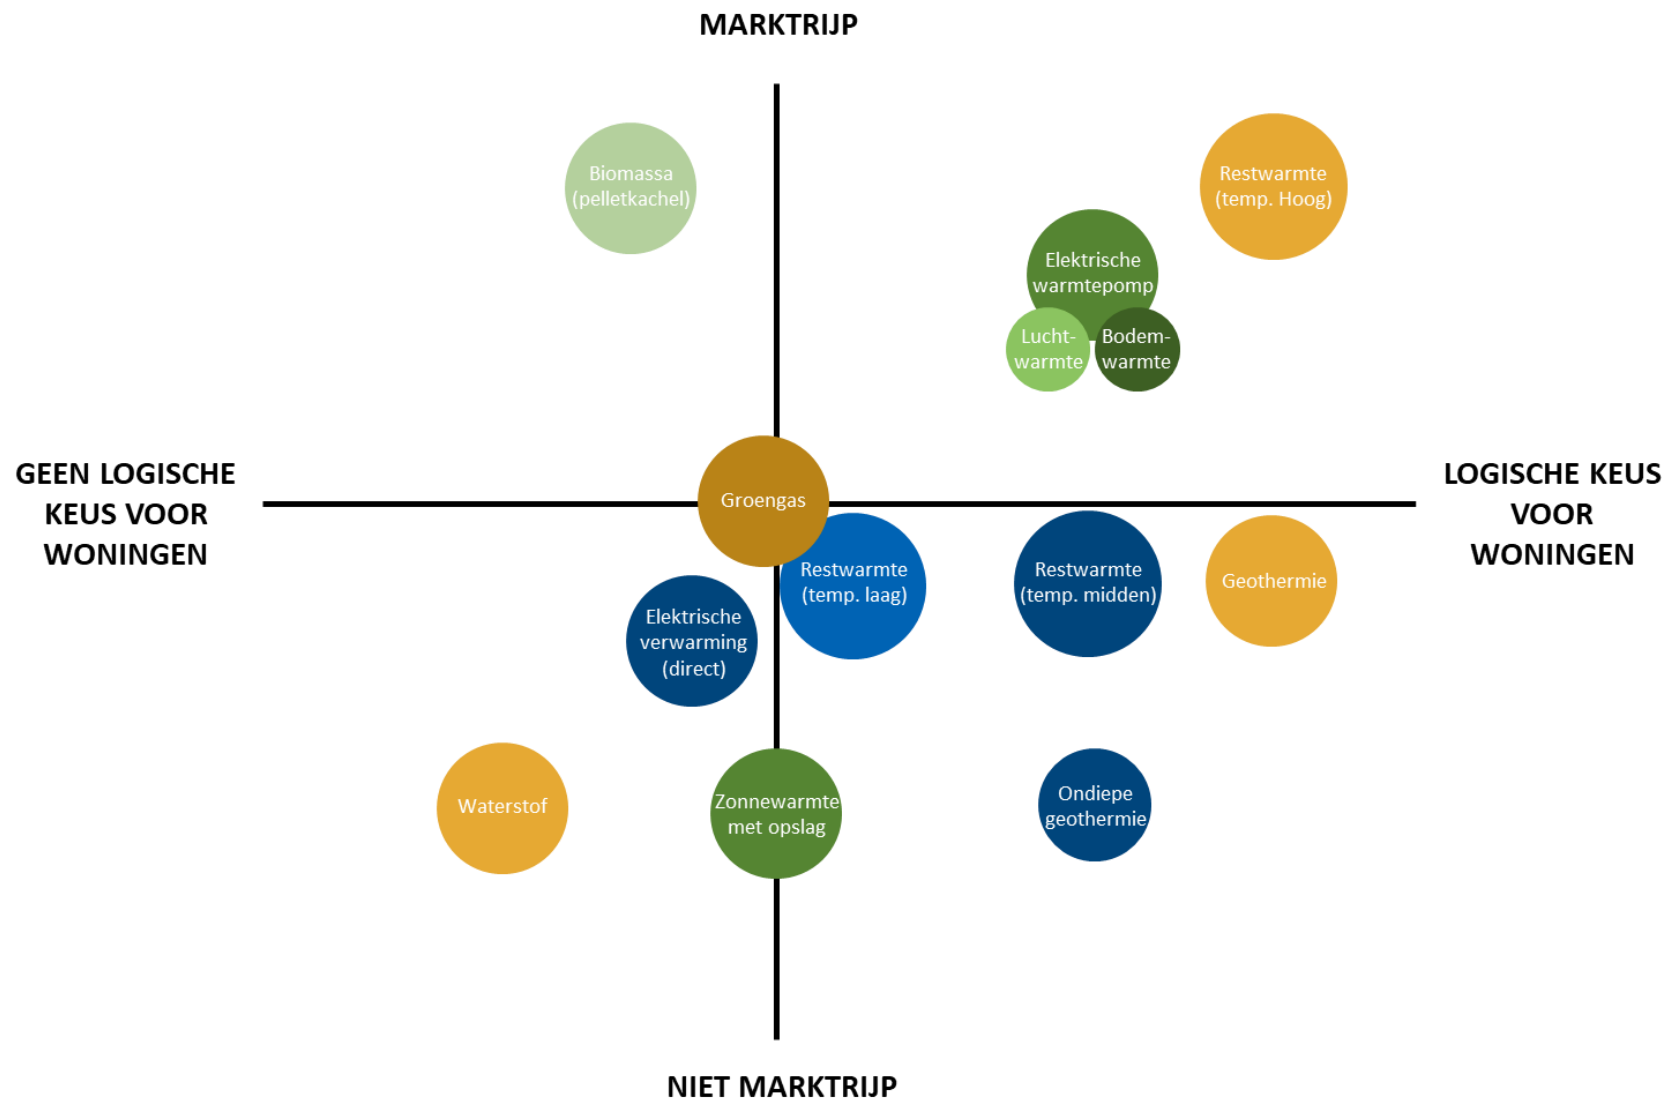 MARKTRIJP
Biomassa
(pelletkachel)
Restwarmte
(temp. Hoog)
Elektrische
warmtepomp
Lucht-
warmte
Bodem-
warmte
GEEN LOGISCHE
KEUS VOOR
WONINGEN
Groengas
LOGISCHE KEUS
VOOR
WONINGEN
Restwarmte
(temp. laag)
Restwarmte
(temp. midden)
Geothermie
Elektrische
verwarming
(direct)
Waterstof
Zonnewarmte
met opslag
Ondiepe
geothermie
NIET MARKTRIJP